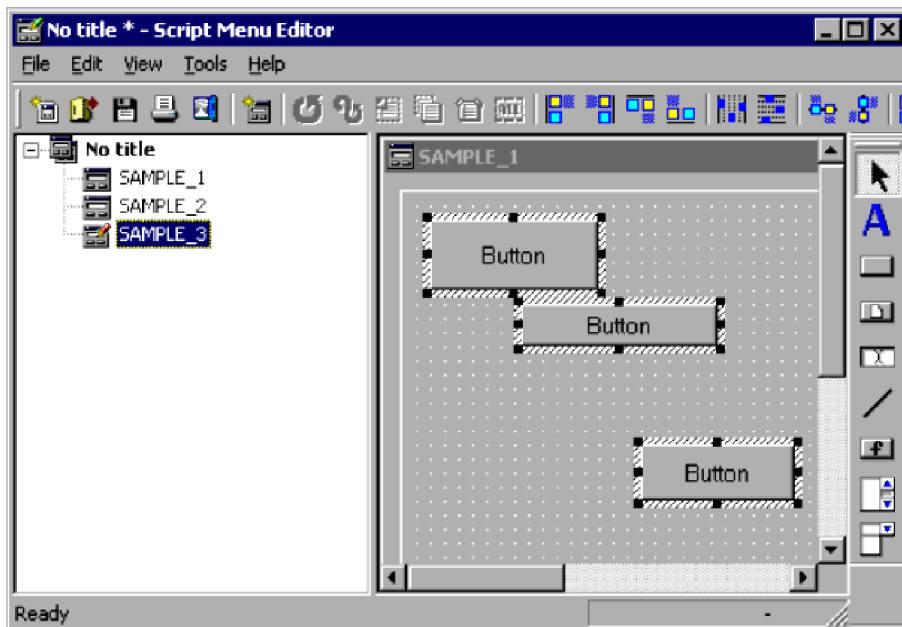 No title * - Script Menu Editor
File Edit View Tools Help
No title
SAMPLE_1
SAMPLE_2
SAMPLE_3
SAMPLE_1
Button
Button
Button
A
f
Ready
-